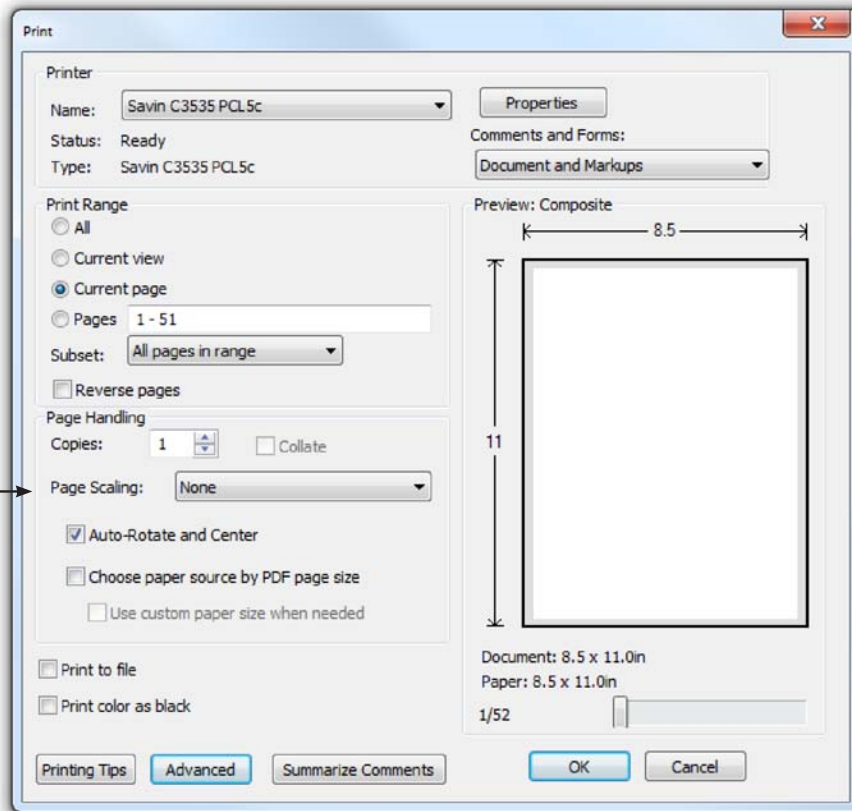 Print
Printer
Name: Savin C3535 PCL5c
Properties
Status: Ready
Comments and Forms:
Type: Savin C3535 PCL5c
Document and Markups
Print Range
All
Current view
Current page
Pages 1 - 51
Subset: All pages in range
Reverse pages
Page Handling
Copies: 1 Collate
Page Scaling: None
Auto-Rotate and Center
Choose paper source by PDF page size
Use custom paper size when needed
Print to file
Print color as black
Preview: Composite
8.5
11
Document: 8.5 x 11.0in
Paper: 8.5 x 11.0in
1/52
Printing Tips Advanced Summarize Comments OK Cancel